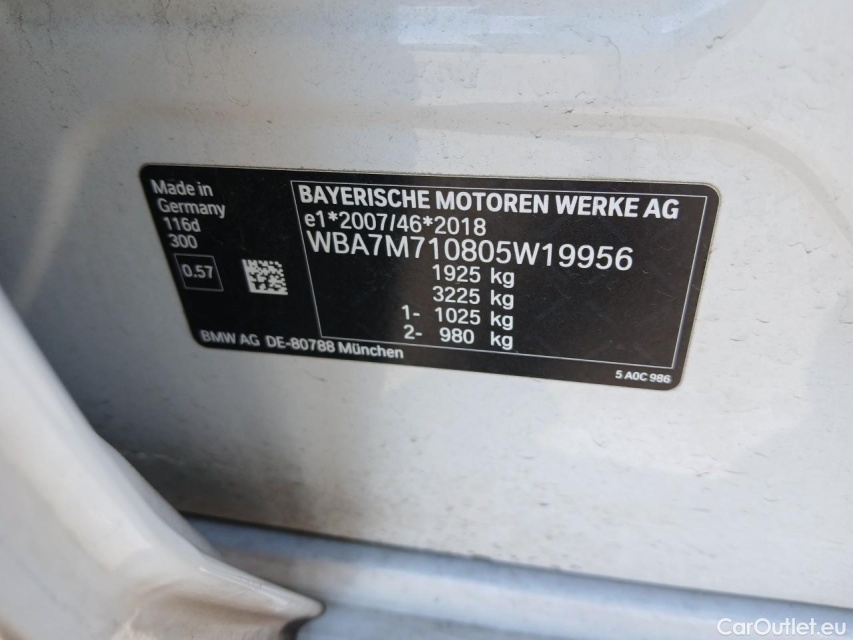 Made in
Germany
116d
300
0.57
BAYERISCHE MOTOREN WERKE AG
e1*2007/46*2018
WBA7M710805W19956
1925 kg
3225 kg
1- 1025 kg
2- 980 kg
BMW AG DE-80788 München
5 A0C 986
CarOutlet.eu